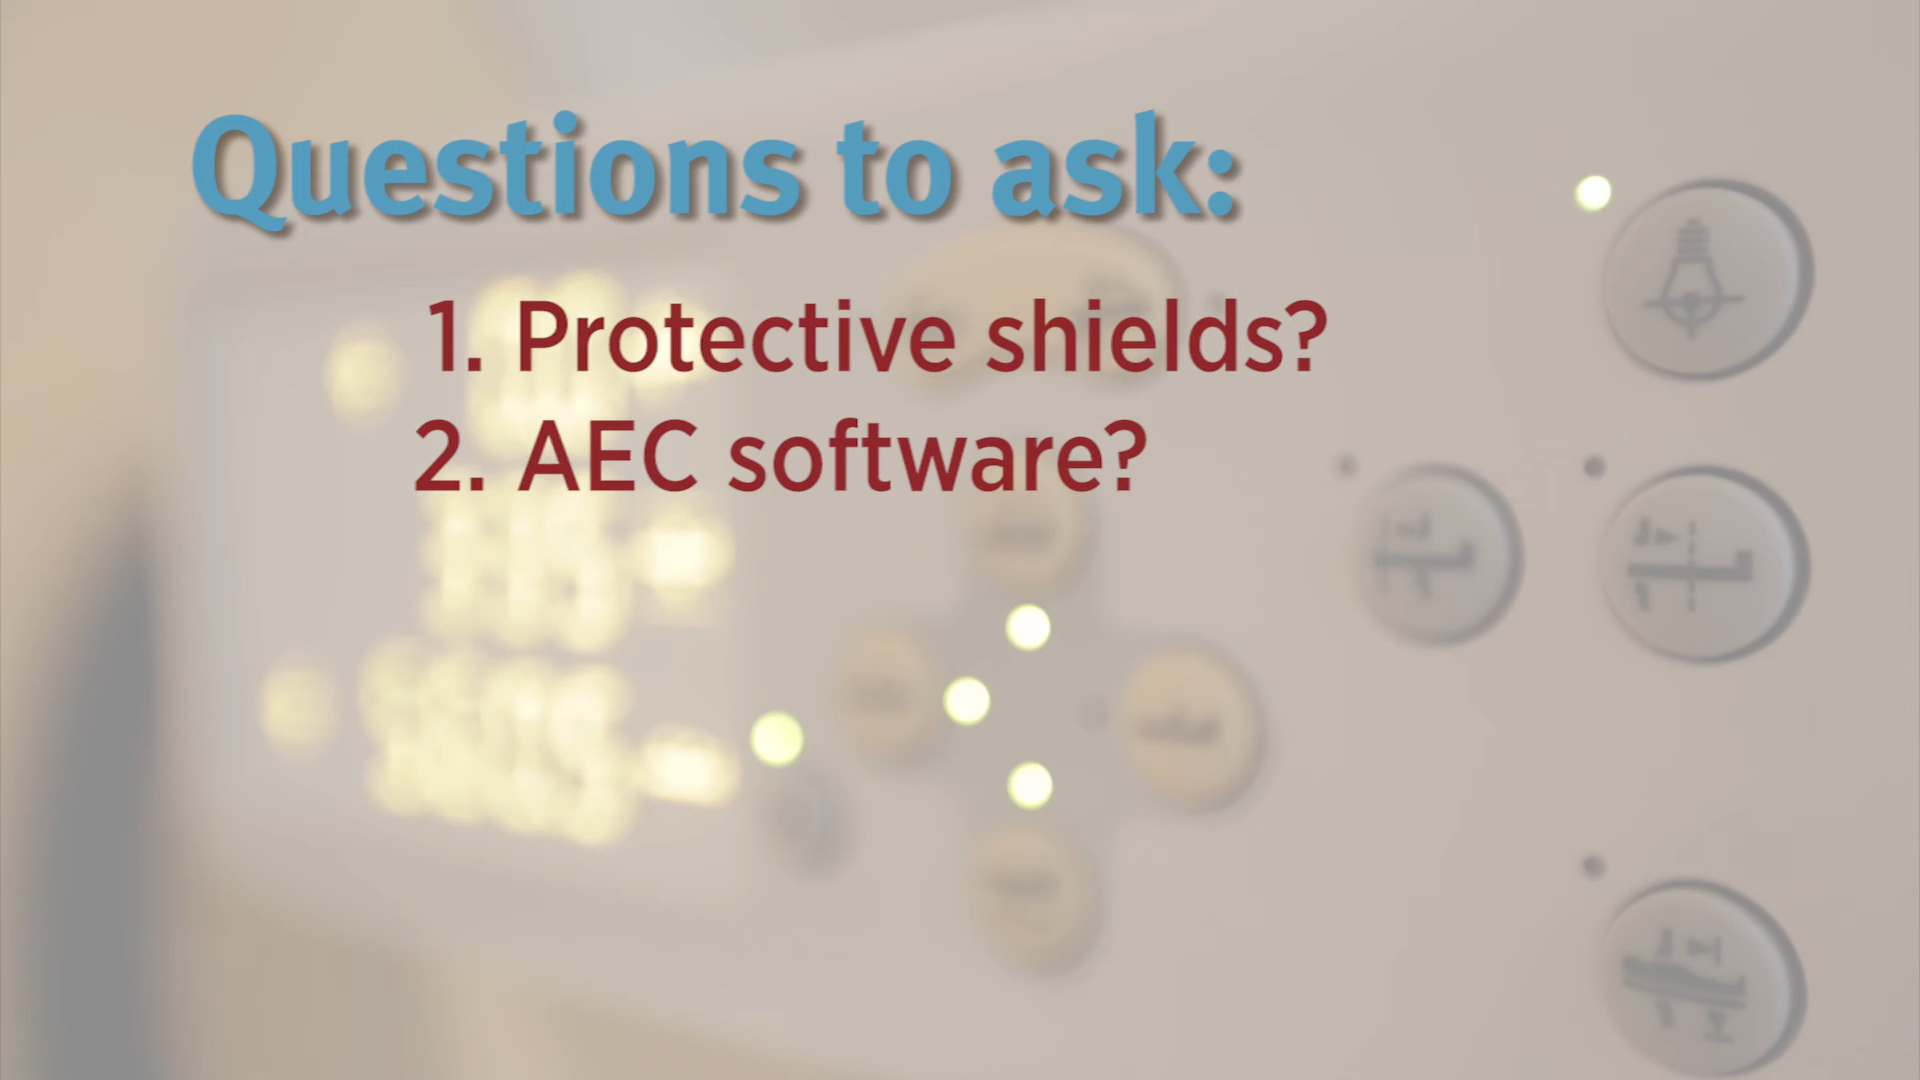 Questions to ask:
1. Protective shields?
2. AEC software?